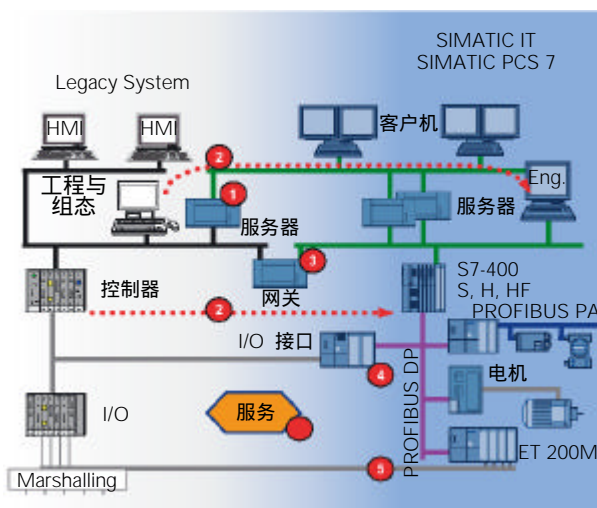 SIMATIC IT
SIMATIC PCS 7
Legacy System
HMI
HMI
客户机
2
工程与
组态
1
Eng.
服务器
服务器
3
控制器
网关
S7-400
S, H, HF
PROFIBUS PA
2
I/O 接口
4
PROFIBUS DP
电机
I/O
服务
ET 200M
5
Marshalling